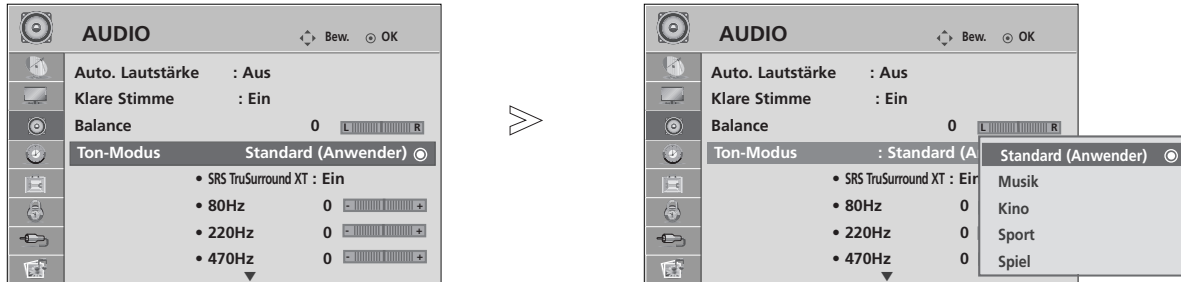 AUDIO Bew. OK
Auto. Lautstärke : Aus
Klare Stimme : Ein
Balance 0 L R
Ton-Modus Standard (Anwender)
• SRS TruSurround XT : Ein
• 80Hz 0 - +
• 220Hz 0 - +
• 470Hz 0 - +
AUDIO Bew. OK
Auto. Lautstärke : Aus
Klare Stimme : Ein
Balance 0 L R
Ton-Modus : Standard (A
• SRS TruSurround XT : Ein
• 80Hz 0
• 220Hz 0
• 470Hz 0
Standard (Anwender)
Musik
Kino
Sport
Spiel